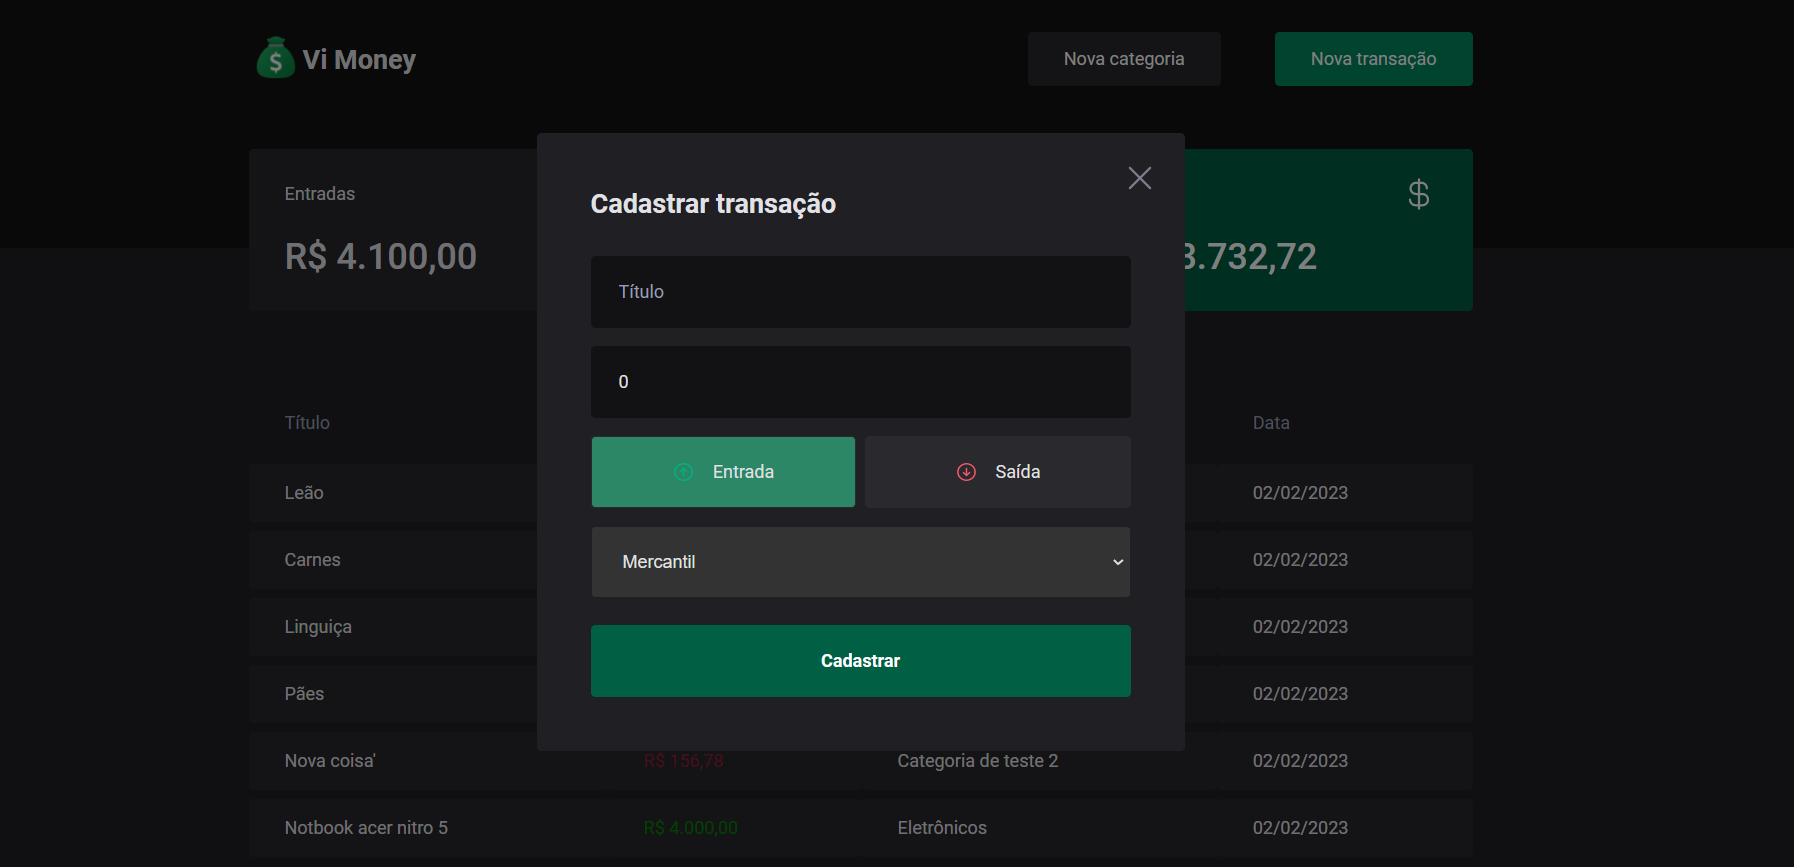 $ Vi Money
Nova categoria
Nova transação
Entradas
R$ 4.100,00
$
3.732,72
Cadastrar transação
Título
0
Entrada
Saída
Mercantil
Cadastrar
Título
Data
Leão
02/02/2023
Carnes
02/02/2023
Linguiça
02/02/2023
Pães
02/02/2023
Nova coisa' R$ 156,78 Categoria de teste 2 02/02/2023
Notbook acer nitro 5 R$ 4.000,00 Eletrônicos 02/02/2023